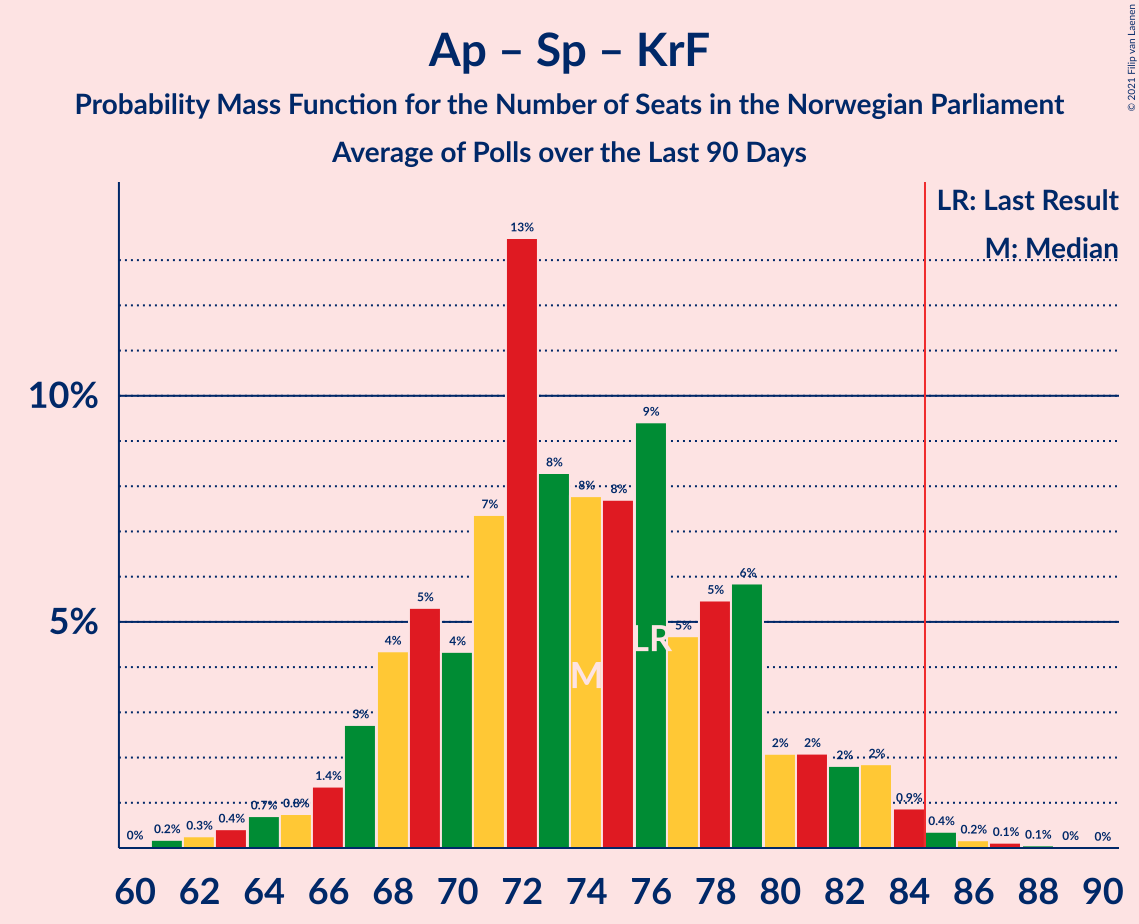 Ap – Sp – KrF
Probability Mass Function for the Number of Seats in the Norwegian Parliament
Average of Polls over the Last 90 Days
© 2021 Filip van Laenen
LR: Last Result
M: Median
10%
5%
0% 0.2% 0.3% 0.4% 0.7% 0.8% 1.4% 3% 4% 5% 4% 7% 13% 8% 8% 8% 9% 5% 5% 6% 2% 2% 2% 2% 0.9% 0.4% 0.2% 0.1% 0.1% 0% 0%
LR
M
60 62 64 66 68 70 72 74 76 78 80 82 84 86 88 90